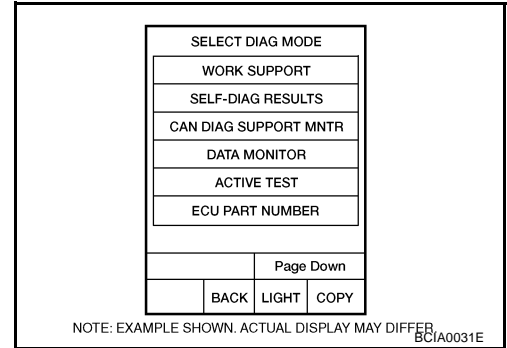 SELECT DIAG MODE
WORK SUPPORT
SELF-DIAG RESULTS
CAN DIAG SUPPORT MNTR
DATA MONITOR
ACTIVE TEST
ECU PART NUMBER
Page Down
BACK LIGHT COPY
NOTE: EXAMPLE SHOWN. ACTUAL DISPLAY MAY DIFFER.
BCIA0031E